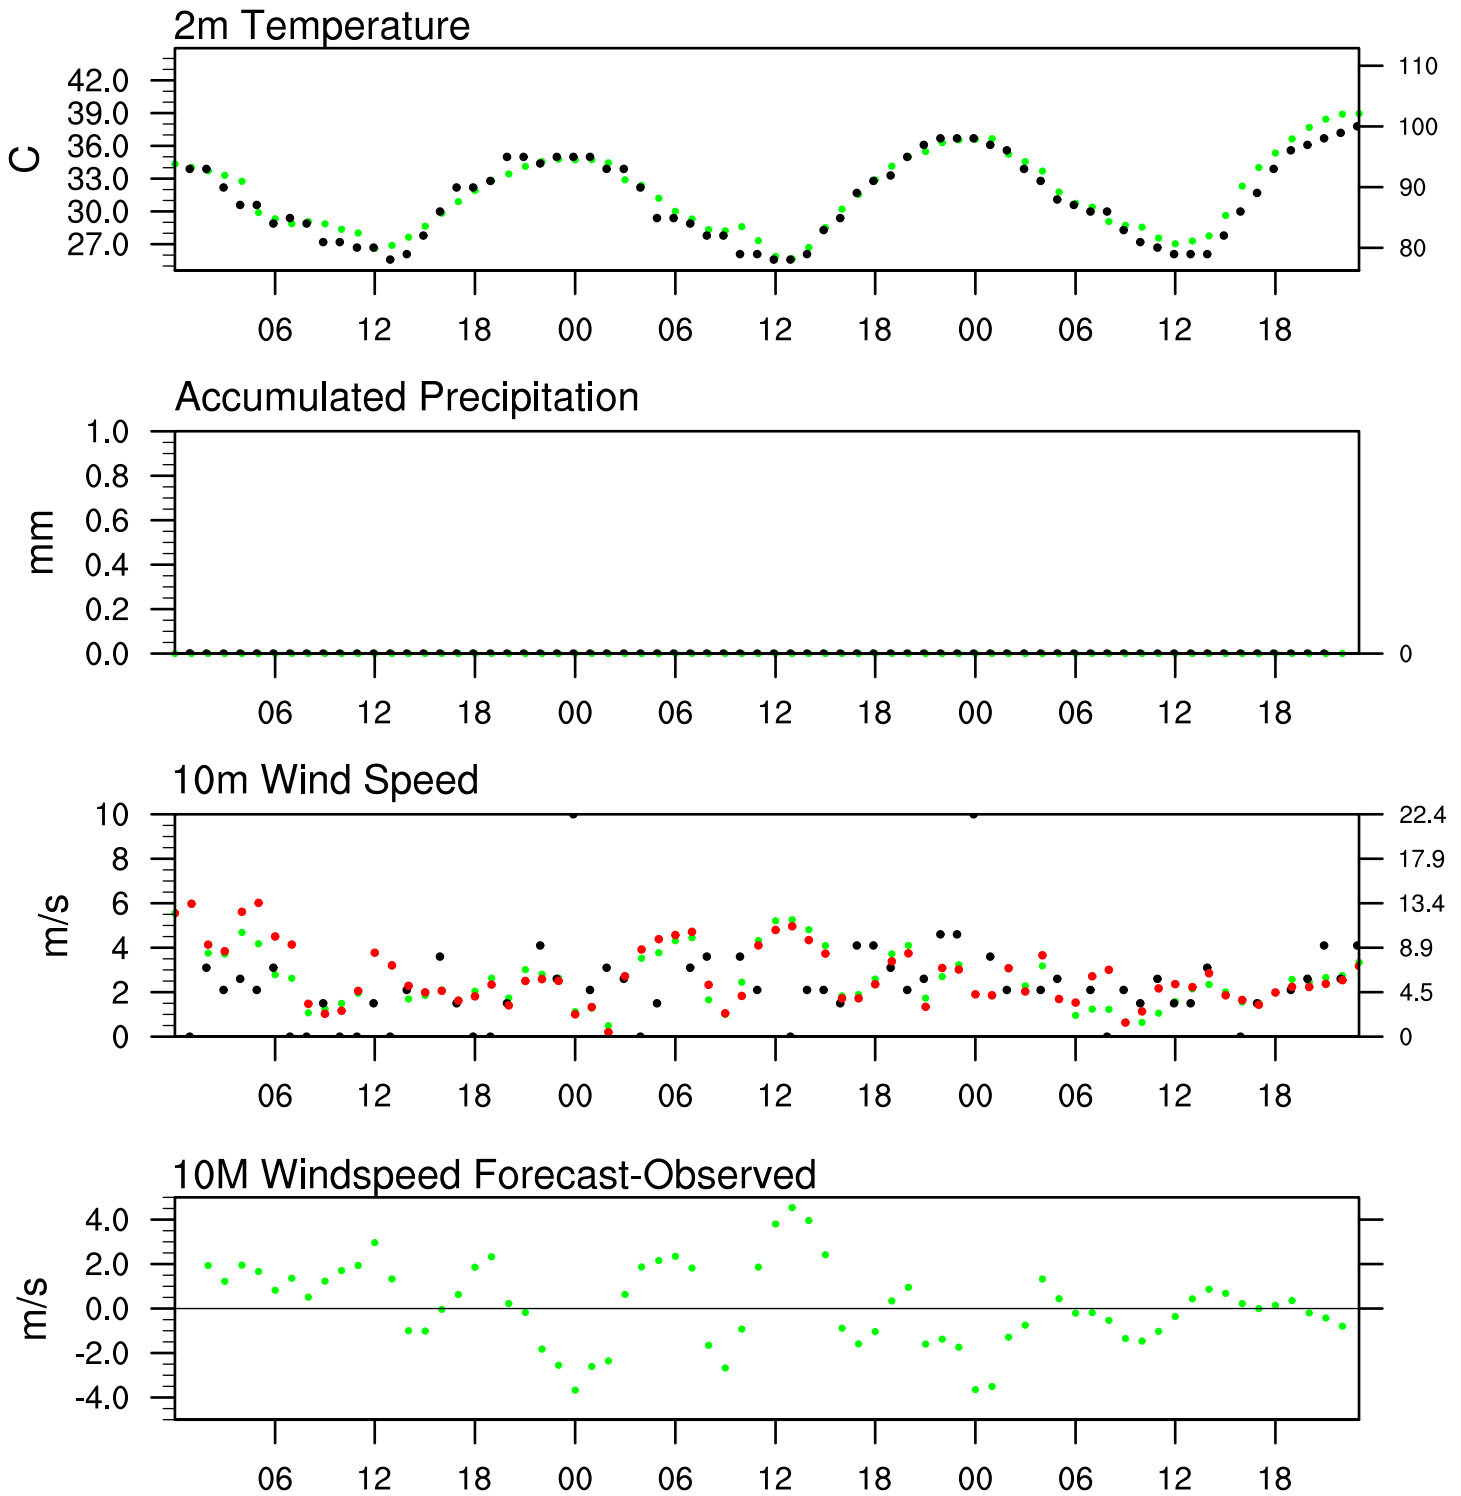 2m Temperature
42.0 110
39.0 100
36.0
C
33.0 90
30.0
27.0 80
06 12 18 00 06 12 18 00 06 12 18
Accumulated Precipitation
1.0
0.8
0.6
mm
0.4
0.2
0.0 0
06 12 18 00 06 12 18 00 06 12 18
10m Wind Speed
10 22.4
8 17.9
6 13.4
m/s
4 8.9
2 4.5
0 0
06 12 18 00 06 12 18 00 06 12 18
10M Windspeed Forecast-Observed
4.0
2.0
0.0
m/s
-2.0
-4.0
06 12 18 00 06 12 18 00 06 12 18